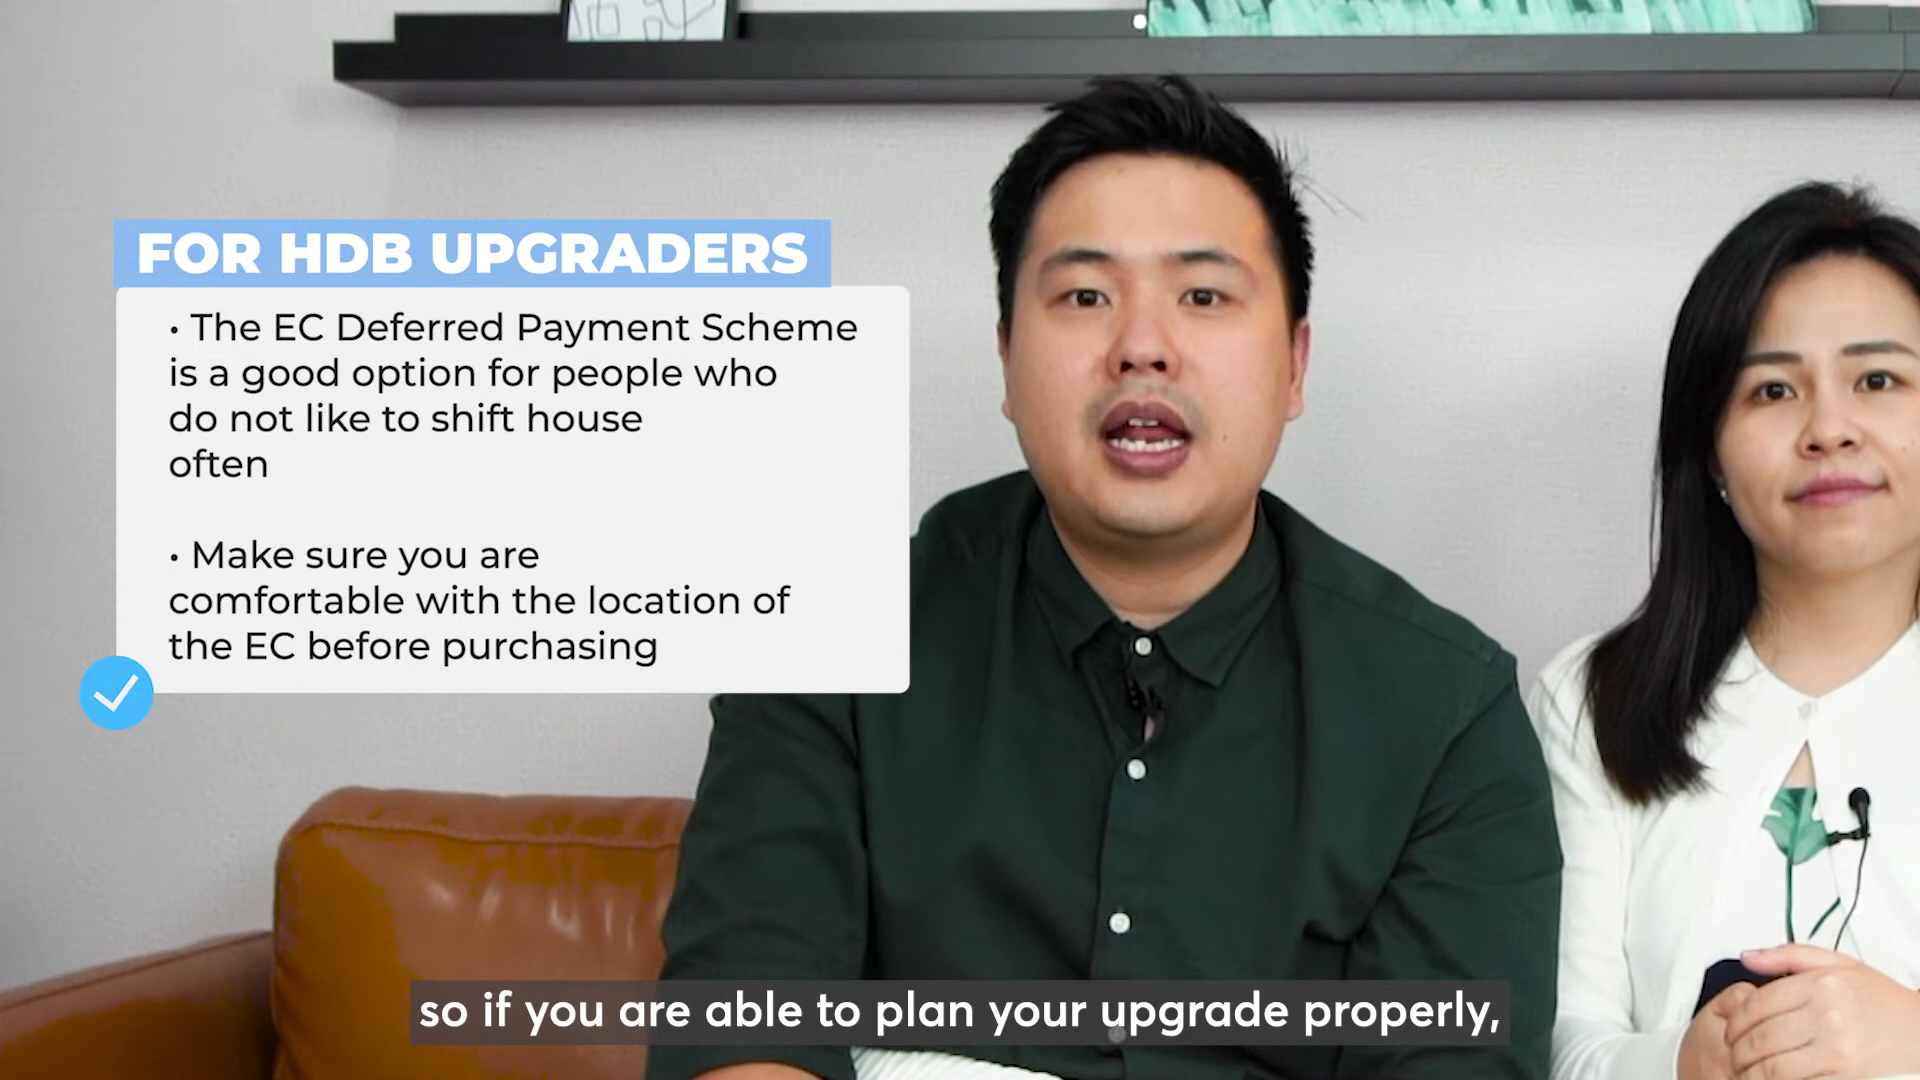 FOR HDB UPGRADERS
• The EC Deferred Payment Scheme
is a good option for people who
do not like to shift house
often
• Make sure you are
comfortable with the location of
the EC before purchasing
so if you are able to plan your upgrade properly,